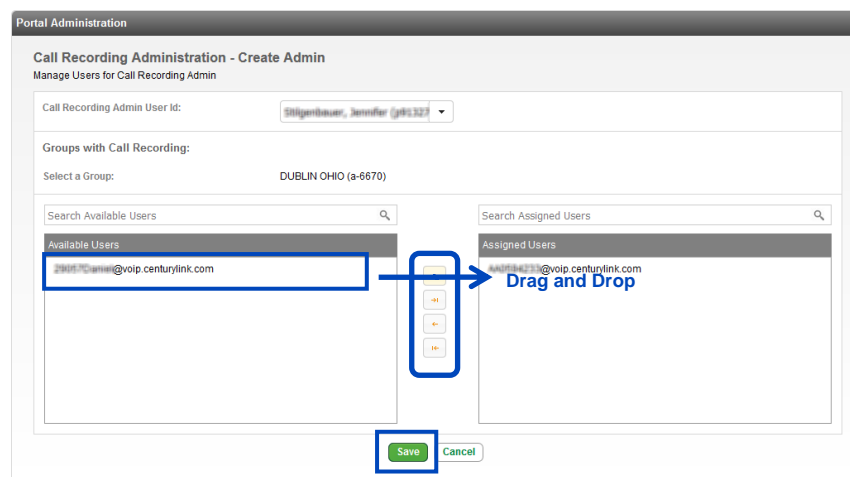 Portal Administration
Call Recording Administration - Create Admin
Manage Users for Call Recording Admin
Call Recording Admin User Id:
Groups with Call Recording:
Select a Group: DUBLIN OHIO (a-6670)
Search Available Users
Search Assigned Users
Available Users
Assigned Users
@voip.centurylink.com
@voip.centurylink.com
Drag and Drop
Save
Cancel